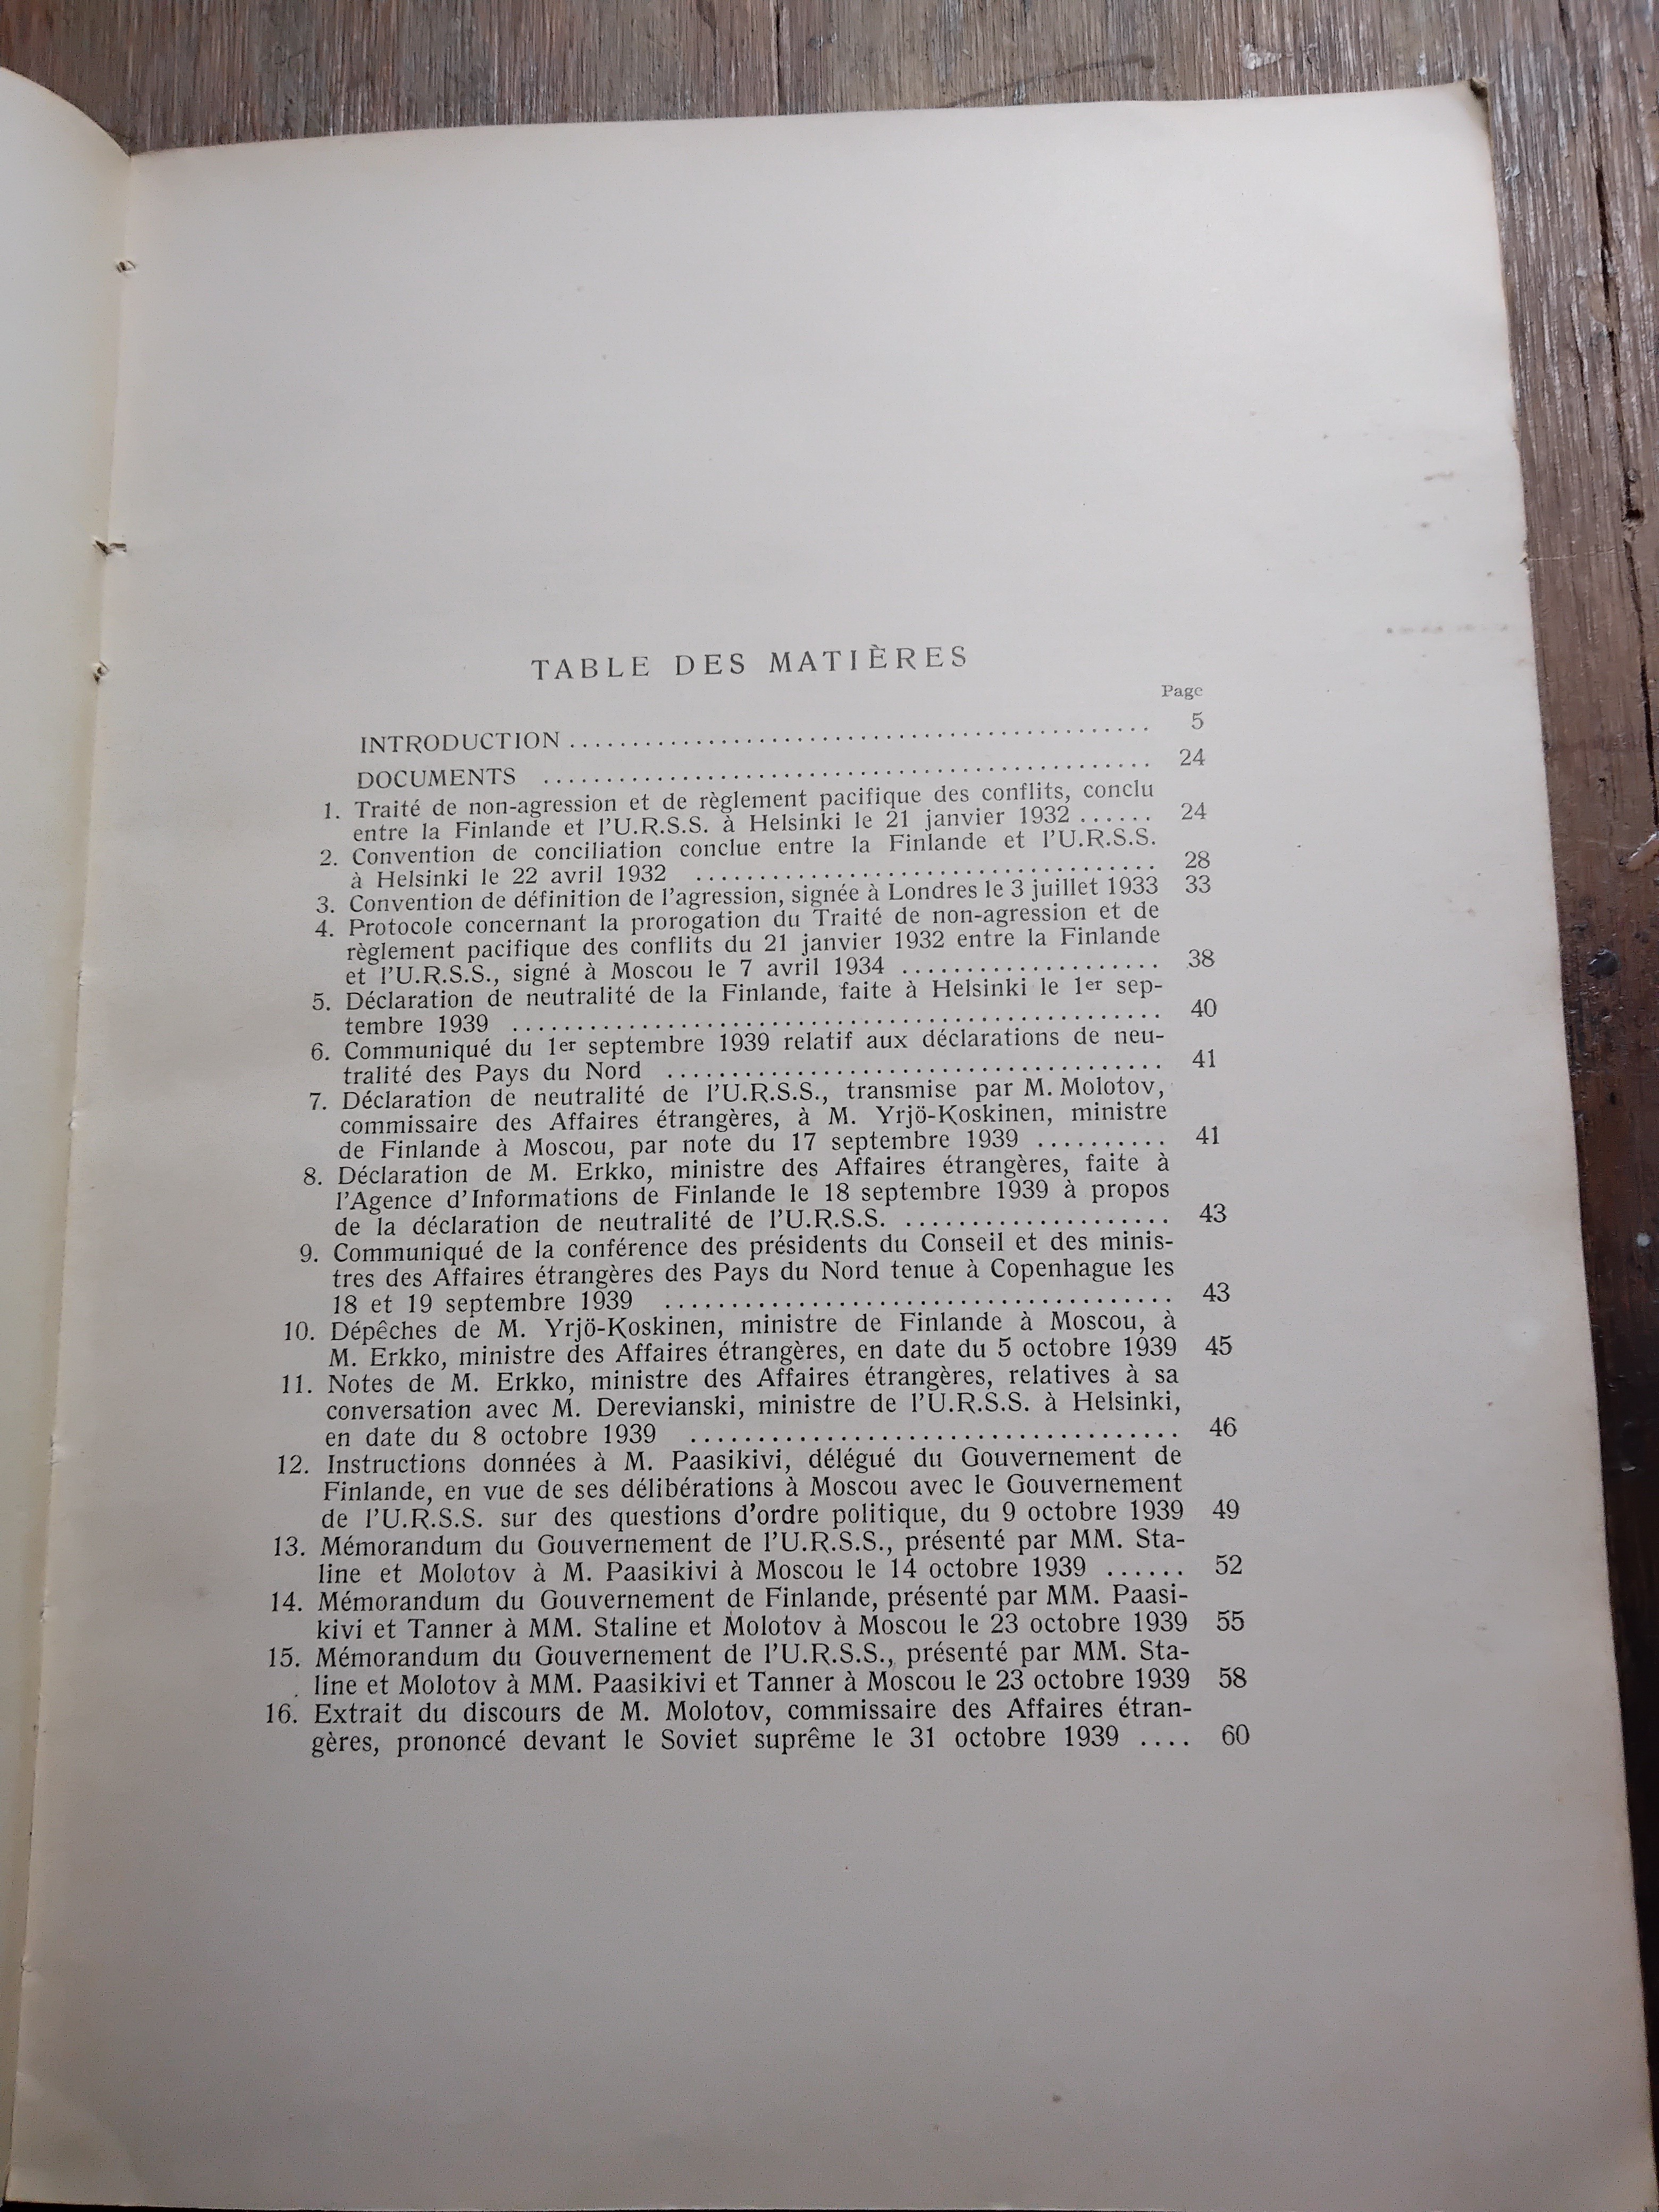 TABLE DES MATIÈRES
Page
INTRODUCTION .............................................. 5
DOCUMENTS ................................................ 24
1. Traité de non-agression et de règlement pacifique des conflits, conclu
entre la Finlande et l'U.R.S.S. à Helsinki le 21 janvier 1932 ...... 24
2. Convention de conciliation conclue entre la Finlande et l'U.R.S.S.
à Helsinki le 22 avril 1932 .................................... 28
3. Convention de définition de l'agression, signée à Londres le 3 juillet 1933 33
4. Protocole concernant la prorogation du Traité de non-agression et de
règlement pacifique des conflits du 21 janvier 1932 entre la Finlande
et l'U.R.S.S., signé à Moscou le 7 avril 1934 .................... 38
5. Déclaration de neutralité de la Finlande, faite à Helsinki le 1er sep-
tembre 1939 .................................................. 40
6. Communiqué du 1er septembre 1939 relatif aux déclarations de neu-
tralité des Pays du Nord ...................................... 41
7. Déclaration de neutralité de l'U.R.S.S., transmise par M. Molotov,
commissaire des Affaires étrangères, à M. Yrjö-Koskinen, ministre
de Finlande à Moscou, par note du 17 septembre 1939 .......... 41
8. Déclaration de M. Erkko, ministre des Affaires étrangères, faite à
l'Agence d'Informations de Finlande le 18 septembre 1939 à propos
de la déclaration de neutralité de l'U.R.S.S. .................... 43
9. Communiqué de la conférence des présidents du Conseil et des minis-
tres des Affaires étrangères des Pays du Nord tenue à Copenhague les
18 et 19 septembre 1939 ...................................... 43
10. Dépêches de M. Yrjö-Koskinen, ministre de Finlande à Moscou, à
M. Erkko, ministre des Affaires étrangères, en date du 5 octobre 1939 45
11. Notes de M. Erkko, ministre des Affaires étrangères, relatives à sa
conversation avec M. Derevianski, ministre de l'U.R.S.S. à Helsinki,
en date du 8 octobre 1939 .................................... 46
12. Instructions données à M. Paasikivi, délégué du Gouvernement de
Finlande, en vue de ses délibérations à Moscou avec le Gouvernement
de l'U.R.S.S. sur des questions d'ordre politique, du 9 octobre 1939 49
13. Mémorandum du Gouvernement de l'U.R.S.S., présenté par MM. Sta-
line et Molotov à M. Paasikivi à Moscou le 14 octobre 1939 ...... 52
14. Mémorandum du Gouvernement de Finlande, présenté par MM. Paasi-
kivi et Tanner à MM. Staline et Molotov à Moscou le 23 octobre 1939 55
15. Mémorandum du Gouvernement de l'U.R.S.S., présenté par MM. Sta-
line et Molotov à MM. Paasikivi et Tanner à Moscou le 23 octobre 1939 58
16. Extrait du discours de M. Molotov, commissaire des Affaires étran-
gères, prononcé devant le Soviet suprême le 31 octobre 1939 .... 60